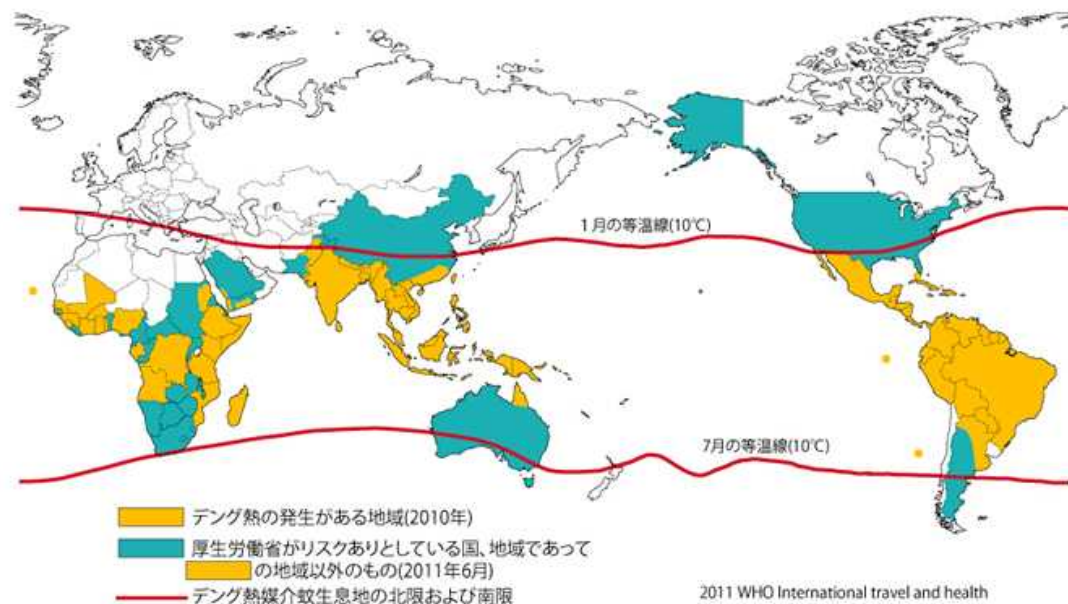 1月の等温線(10℃)
7月の等温線(10℃)
デング熱の発生がある地域(2010年)
厚生労働省がリスクありとしている国、地域であって
の地域以外のもの(2011年6月)
デング熱媒介蚊生息地の北限および南限
2011 WHO International travel and health